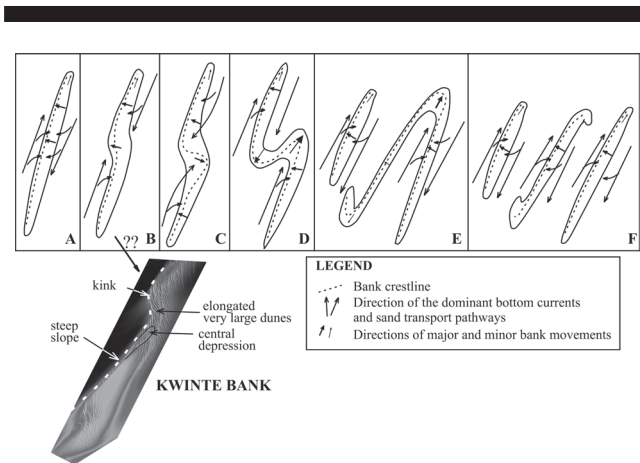 A
B
C
D
E
F
??
kink
elongated
very large dunes
steep
slope
central
depression
KWINTE BANK
LEGEND
Bank crestline
Direction of the dominant bottom currents
and sand transport pathways
Directions of major and minor bank movements